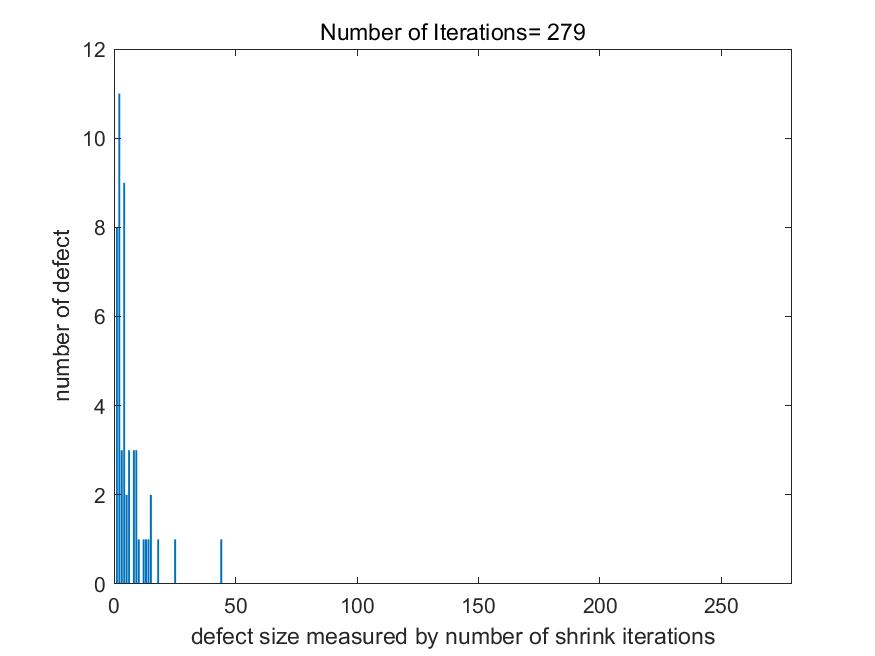 Number of Iterations= 279
12
10
8
6
4
2
0
number of defect
0 50 100 150 200 250
defect size measured by number of shrink iterations